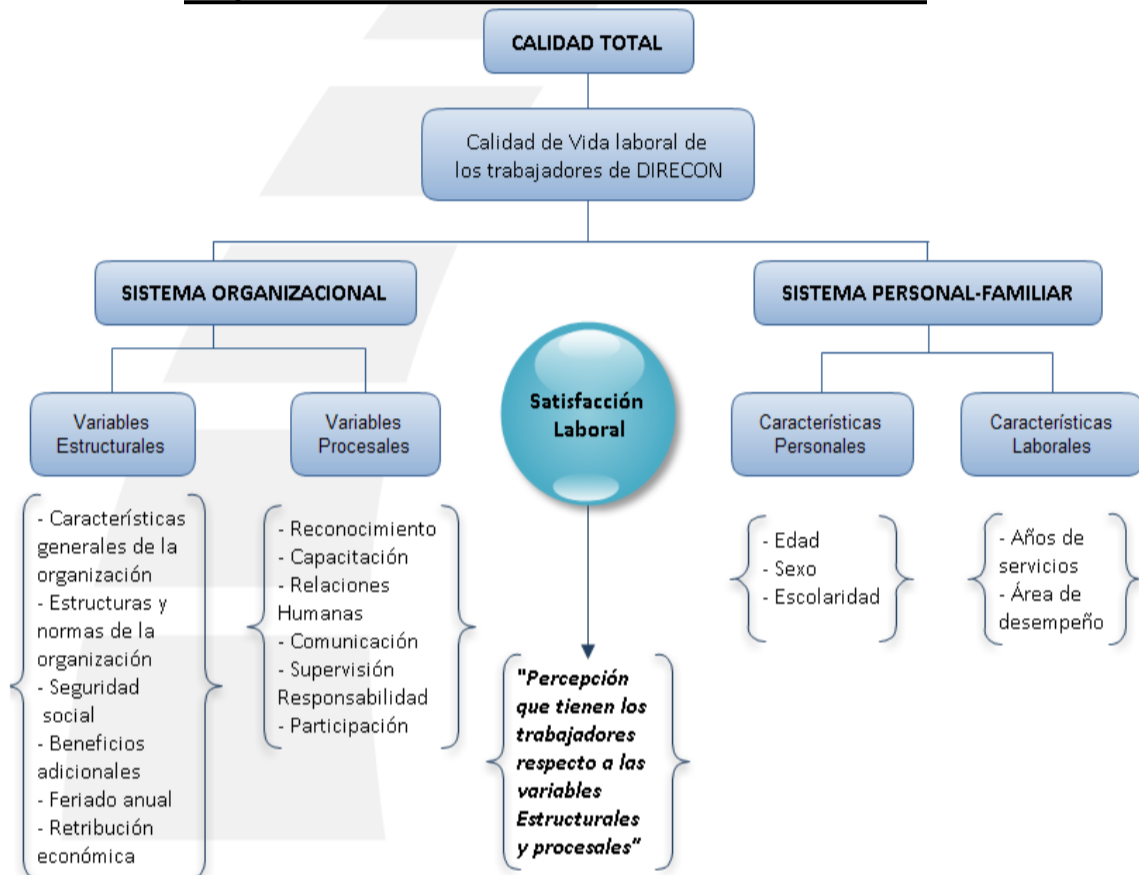 CALIDAD TOTAL
Calidad de Vida laboral de
los trabajadores de DIRECON
SISTEMA ORGANIZACIONAL
SISTEMA PERSONAL-FAMILIAR
Variables
Estructurales
Variables
Procesales
Satisfacción
Laboral
Características
Personales
Características
Laborales
- Características
generales de la
organización
- Estructuras y
normas de la
organización
- Seguridad
social
- Beneficios
adicionales
- Feriado anual
- Retribución
económica
- Reconocimiento
- Capacitación
- Relaciones
Humanas
- Comunicación
- Supervisión
Responsabilidad
- Participación
"Percepción
que tienen los
trabajadores
respecto a las
variables
Estructurales
y procesales"
- Edad
- Sexo
- Escolaridad
- Años de
servicios
- Área de
desempeño